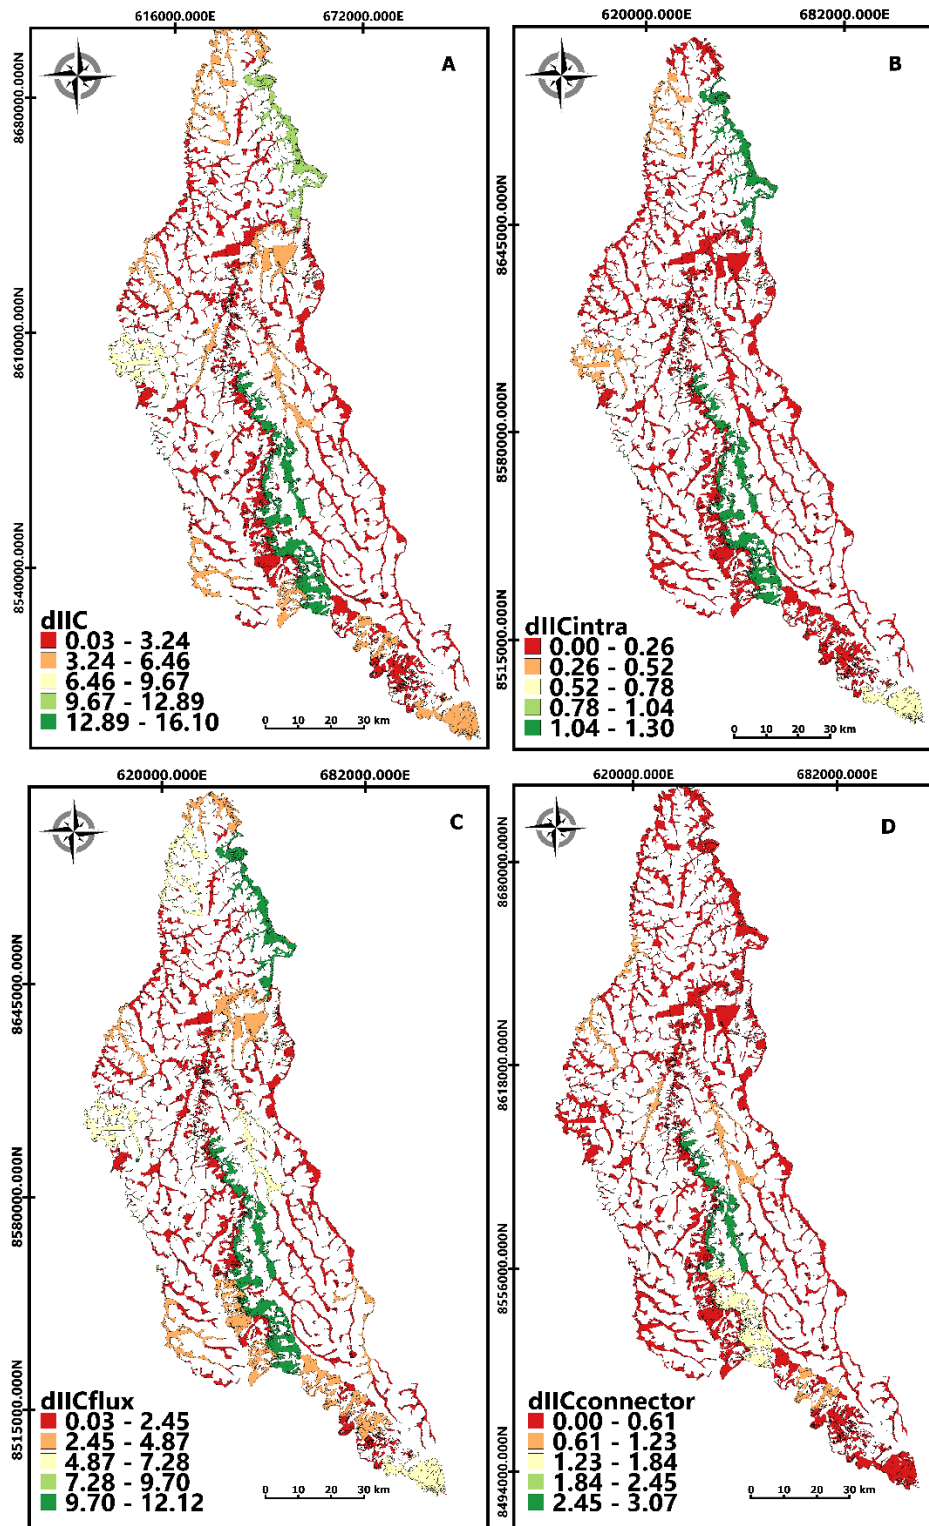 616000.000E 672000.000E
A
8680000.000N
8610000.000N
8540000.000N
dIIC
0.03 - 3.24
3.24 - 6.46
6.46 - 9.67
9.67 - 12.89
12.89 - 16.10
0 10 20 30 km
620000.000E 682000.000E
B
8645000.000N
8580000.000N
8515000.000N
dIICintra
0.00 - 0.26
0.26 - 0.52
0.52 - 0.78
0.78 - 1.04
1.04 - 1.30
0 10 20 30 km
620000.000E 682000.000E
C
8645000.000N
8580000.000N
8515000.000N
dIICflux
0.03 - 2.45
2.45 - 4.87
4.87 - 7.28
7.28 - 9.70
9.70 - 12.12
0 10 20 30 km
620000.000E 682000.000E
D
8680000.000N
8618000.000N
8556000.000N
8494000.000N
dIICconnector
0.00 - 0.61
0.61 - 1.23
1.23 - 1.84
1.84 - 2.45
2.45 - 3.07
0 10 20 30 km